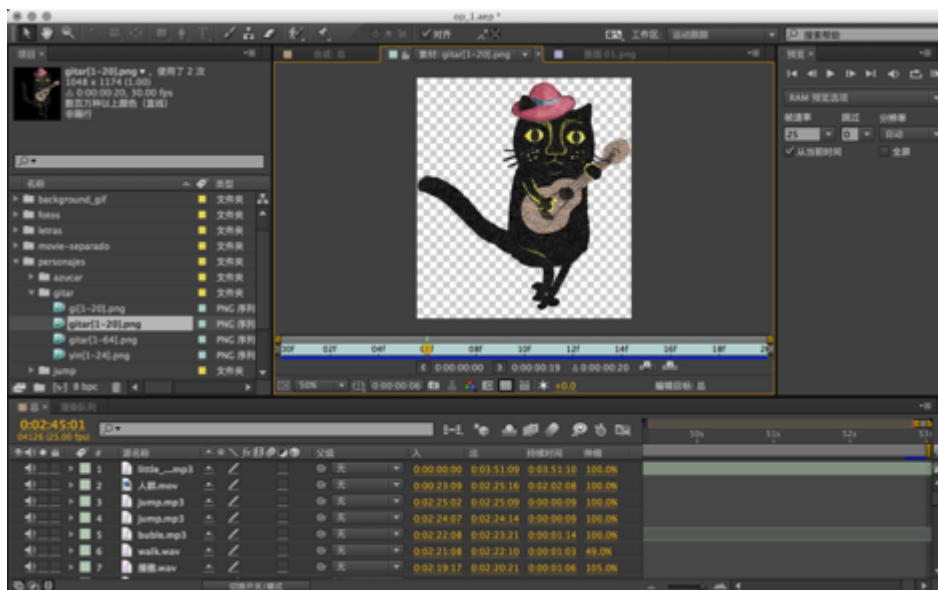 op_1.aep *
对齐
工作区: 运动跟踪
搜索帮助
项目
合成: 总
素材: gitar[1-20].png
预览
gitar[1-20].png ▾ , 使用了 2 次
1048 x 1174 (1.00)
Δ 0:00:00:20, 30.00 fps
数百万种以上颜色 (直线)
非隔行
RAM 预览选项
帧速率 跳过 分辨率
25 0 自动
从当前时间 全屏
名称 类型
background_gif 文件夹
fotos 文件夹
letras 文件夹
movie-separado 文件夹
personajes 文件夹
azucar 文件夹
gitar 文件夹
gi[1-20].png PNG 序列
gitar[1-20].png PNG 序列
gitar[1-64].png PNG 序列
yin[1-24].png PNG 序列
jump 文件夹
8 bpc
02f 04f 08f 10f 12f 14f 16f 18f
0:00:00:00 0:00:00:19 Δ 0:00:00:20
50% 0:00:00:06 +0.0 编辑目标: 总
总 渲染队列
0:02:45:01
04126 (25.00 fps)
50s 51s 52s 53s
# 源名称 父级 入 出 持续时间 伸缩
1 little_...mp3 无 0:00:00:00 0:03:51:09 0:03:51:10 100.0%
2 人群.mov 无 0:00:23:09 0:02:25:16 0:02:02:08 100.0%
3 jump.mp3 无 0:02:25:02 0:02:25:09 0:00:00:09 100.0%
4 jump.mp3 无 0:02:24:07 0:02:24:14 0:00:00:09 100.0%
5 buble.mp3 无 0:02:22:08 0:02:23:21 0:00:01:14 100.0%
6 walk.wav 无 0:02:21:08 0:02:22:10 0:00:01:03 49.0%
7 .wav 无 0:02:19:17 0:02:20:21 0:00:01:06 105.0%
切换开关/模式